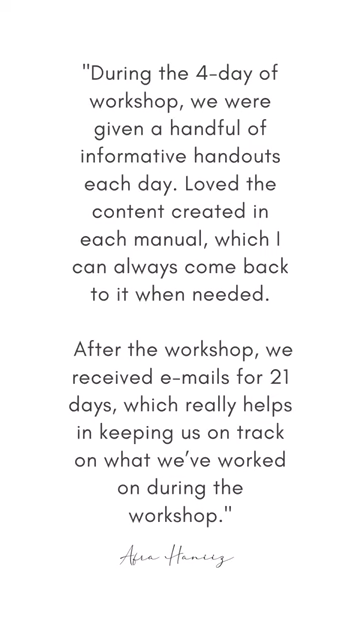 "During the 4-day of
workshop, we were
given a handful of
informative handouts
each day. Loved the
content created in
each manual, which I
can always come back
to it when needed.
After the workshop, we
received e-mails for 21
days, which really helps
in keeping us on track
on what we’ve worked
on during the
workshop."
Afra Haniiz